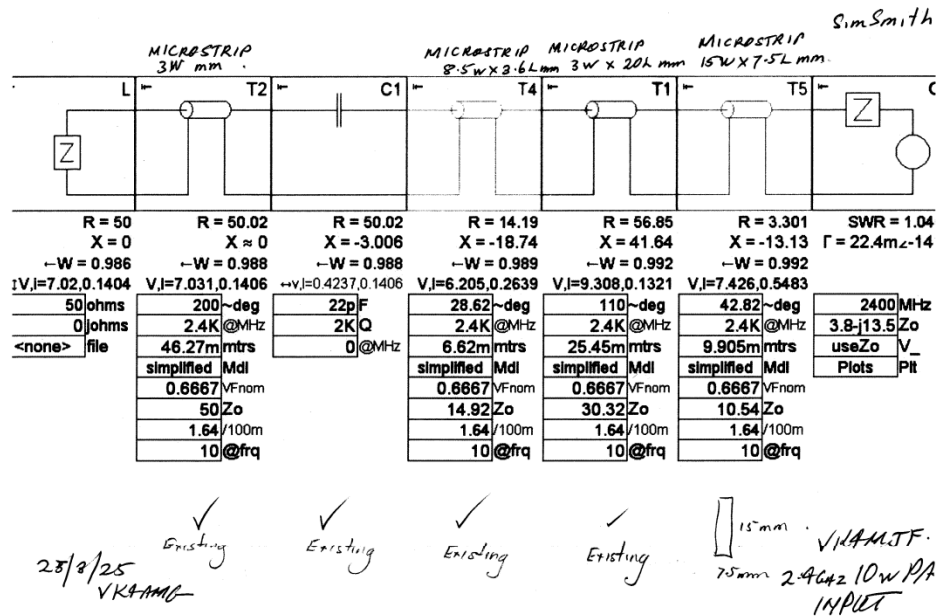 SimSmith
MICROSTRIP MICROSTRIP MICROSTRIP MICROSTRIP
3W mm. 8.5W X 3.6L mm 3W X 20L mm 15W X 7.5L mm.
L T2 C1 T4 T1 T5 G
Z Z
R = 50 R = 50.02 R = 50.02 R = 14.19 R = 56.85 R = 3.301 SWR = 1.04
X = 0 X ≈ 0 X = -3.006 X = -18.74 X = 41.64 X = -13.13 Γ = 22.4m∠-14
←W = 0.986 ←W = 0.988 ←W = 0.988 ←W = 0.989 ←W = 0.992 ←W = 0.992
↕V,I=7.02,0.1404 V,I=7.031,0.1406 ↔v,i=0.4237,0.1406 V,I=6.205,0.2639 V,I=9.308,0.1321 V,I=7.426,0.5483
50 ohms 200 ~deg 22p F 28.62 ~deg 110 ~deg 42.82 ~deg 2400 MHz
0 johms 2.4K @MHz 2K Q 2.4K @MHz 2.4K @MHz 2.4K @MHz 3.8-j13.5 Zo
<none> file 46.27m mtrs 0 @MHz 6.62m mtrs 25.45m mtrs 9.905m mtrs useZo V_
simplified Mdl simplified Mdl simplified Mdl simplified Mdl Plots Plt
0.6667 VFnom 0.6667 VFnom 0.6667 VFnom 0.6667 VFnom
50 Zo 14.92 Zo 30.32 Zo 10.54 Zo
1.64 /100m 1.64 /100m 1.64 /100m 1.64 /100m
10 @frq 10 @frq 10 @frq 10 @frq
Existing Existing Existing Existing 15mm.
7.5mm
VK4MJF.
2.4GHz 10W PA
INPUT
VK4AMG